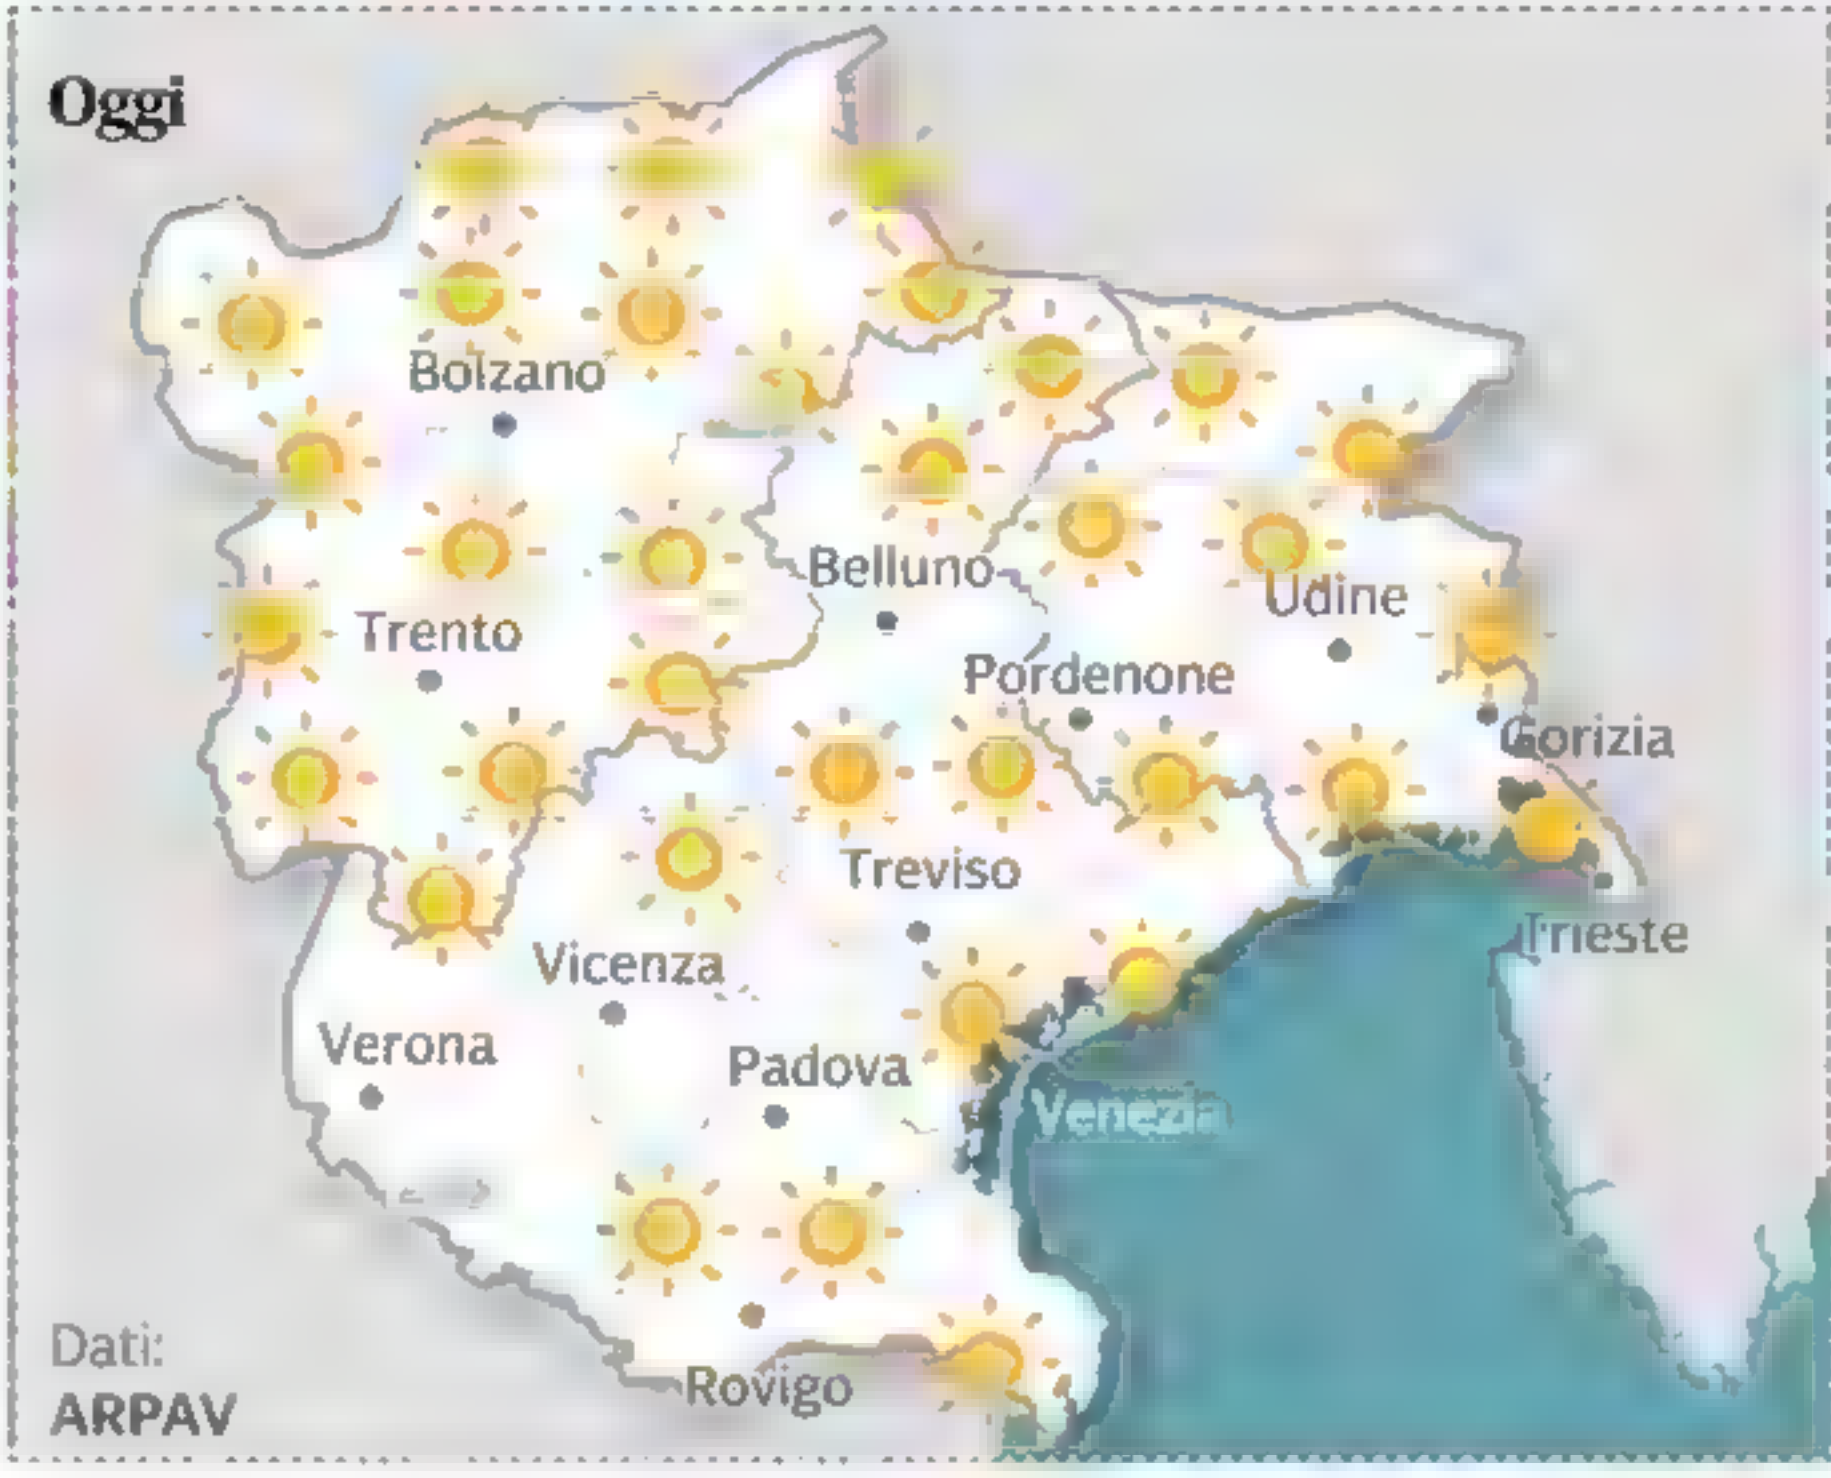 Oggi
Bolzano
Belluno
Udine
Trento
Pordenone
Gorizia
Treviso
Trieste
Vicenza
Verona
Padova
Venezia
Dati:
Rovigo
ARPAV